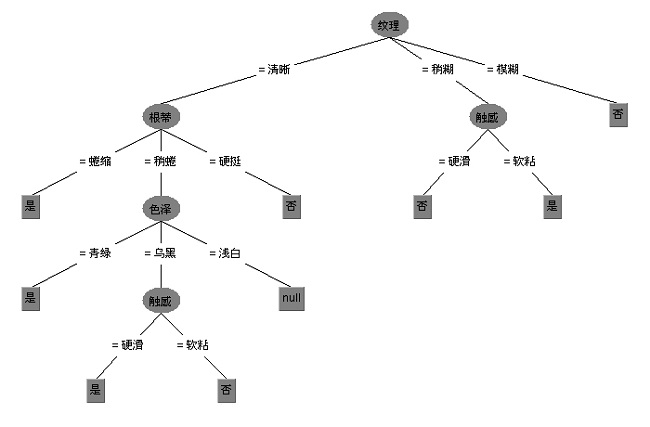 纹理
= 清晰 = 稍糊 = 模糊
根蒂 触感 否
= 蜷缩 = 稍蜷 = 硬挺 = 硬滑 = 软粘
是 色泽 否 否 是
= 青绿 = 乌黑 = 浅白
是 触感 null
= 硬滑 = 软粘
是 否